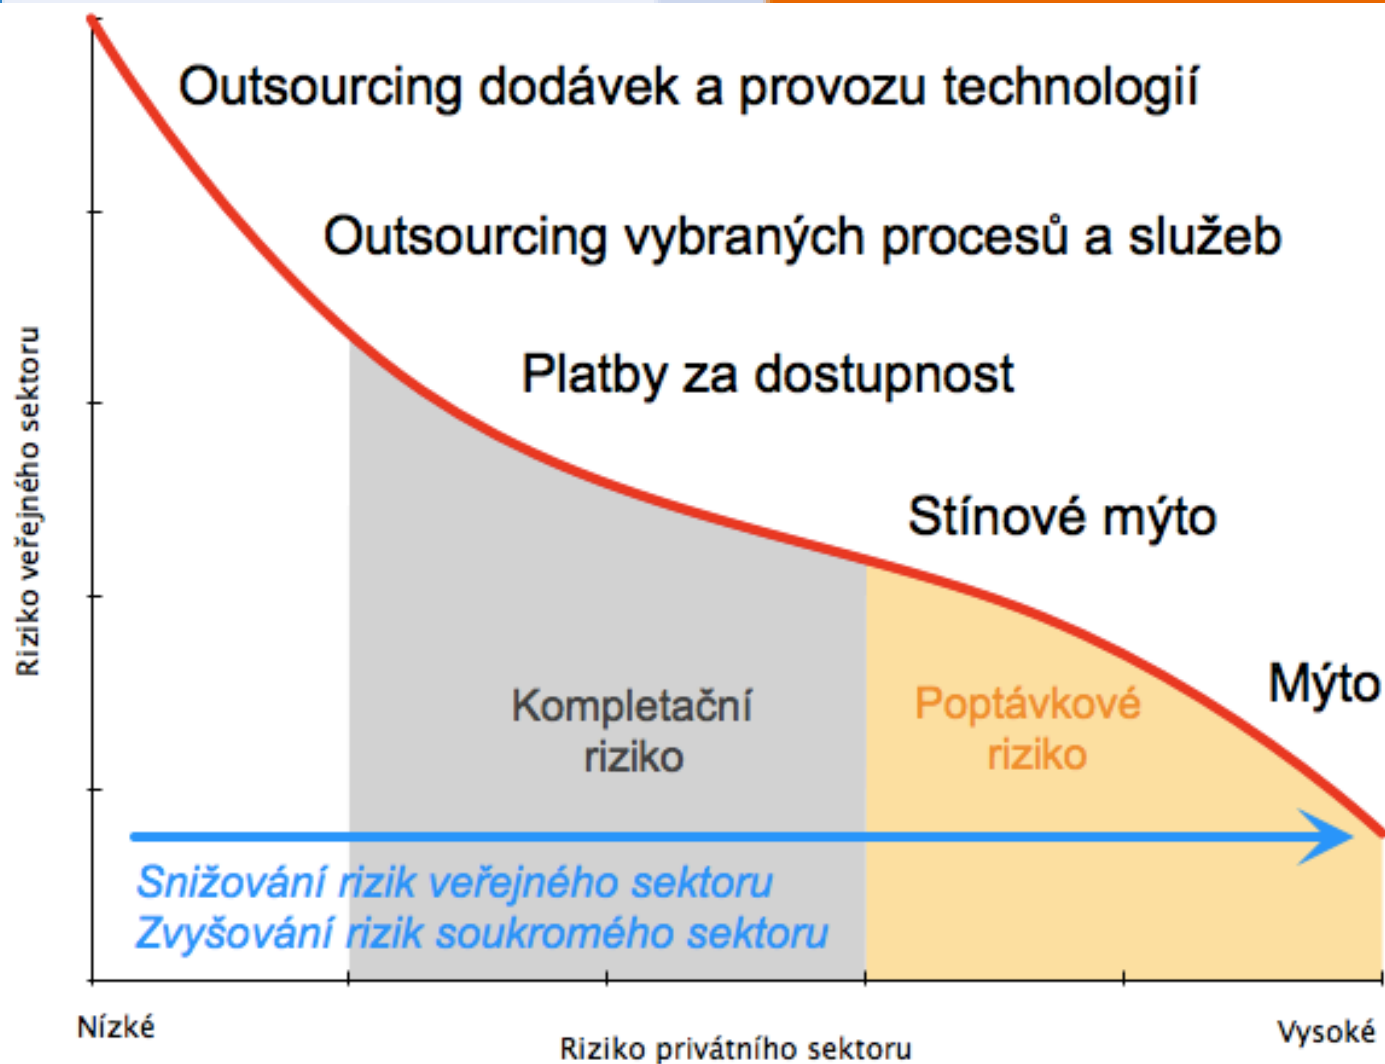 Outsourcing dodávek a provozu technologií
Outsourcing vybraných procesů a služeb
Platby za dostupnost
Stínové mýto
Mýto
Riziko veřejného sektoru
Kompletační
riziko
Poptávkové
riziko
Snižování rizik veřejného sektoru
Zvyšování rizik soukromého sektoru
Nízké
Riziko privátního sektoru
Vysoké